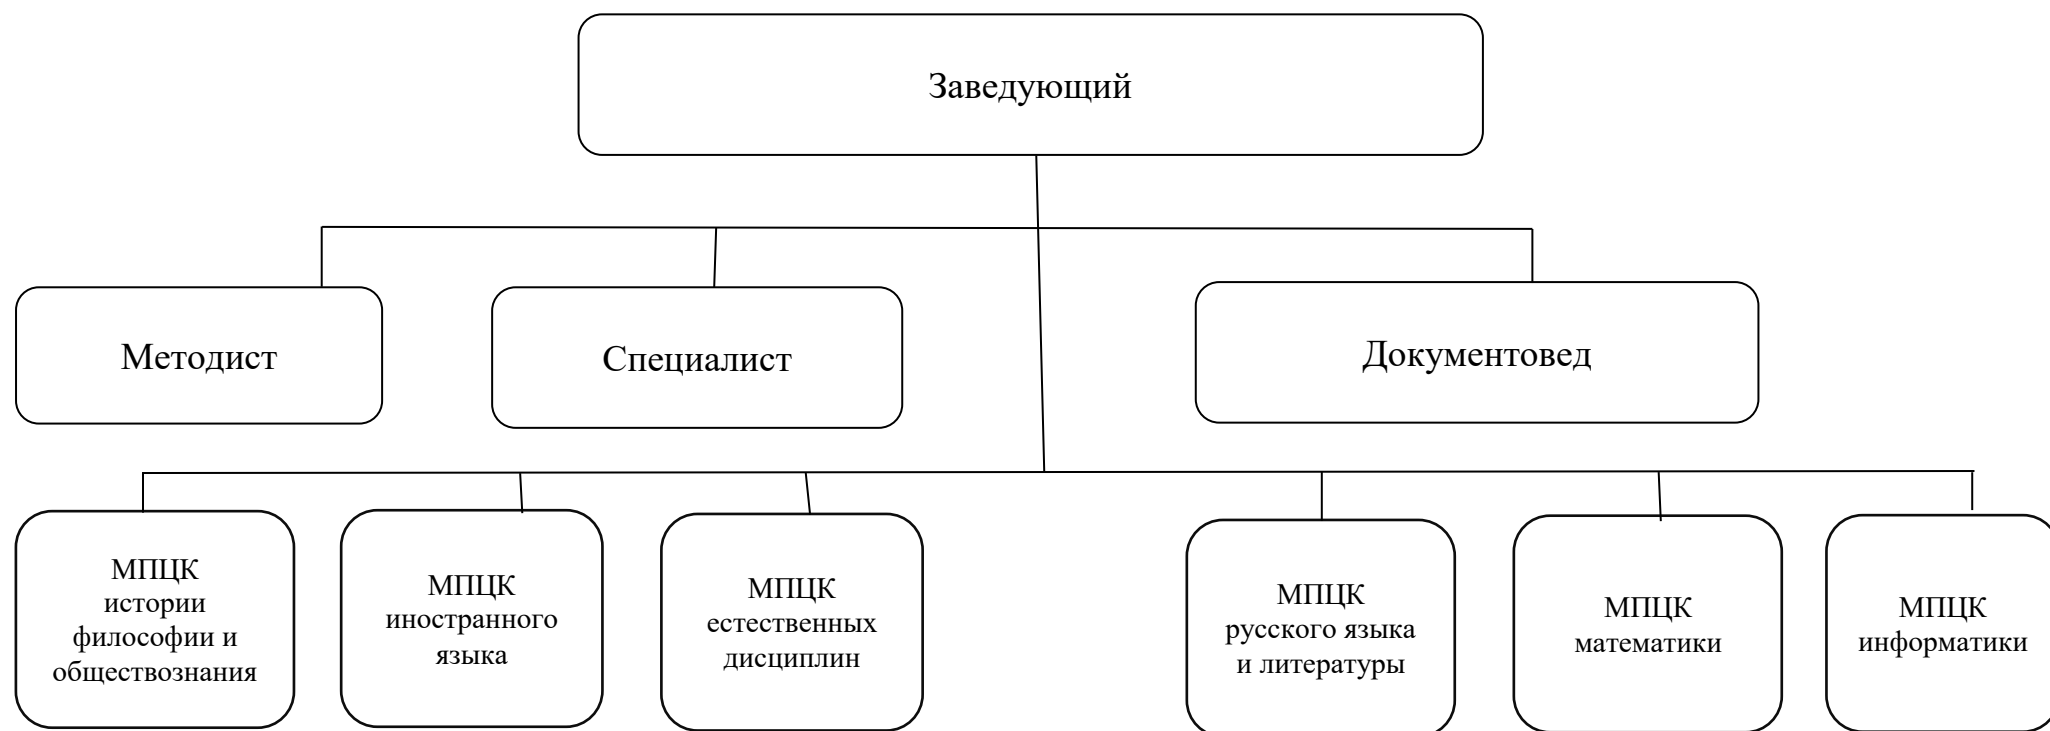 Заведующий
Методист
Специалист
Документовед
МПЦК
истории
философии и
обществознания
МПЦК
иностранного
языка
МПЦК
естественных
дисциплин
МПЦК
русского языка
и литературы
МПЦК
математики
МПЦК
информатики